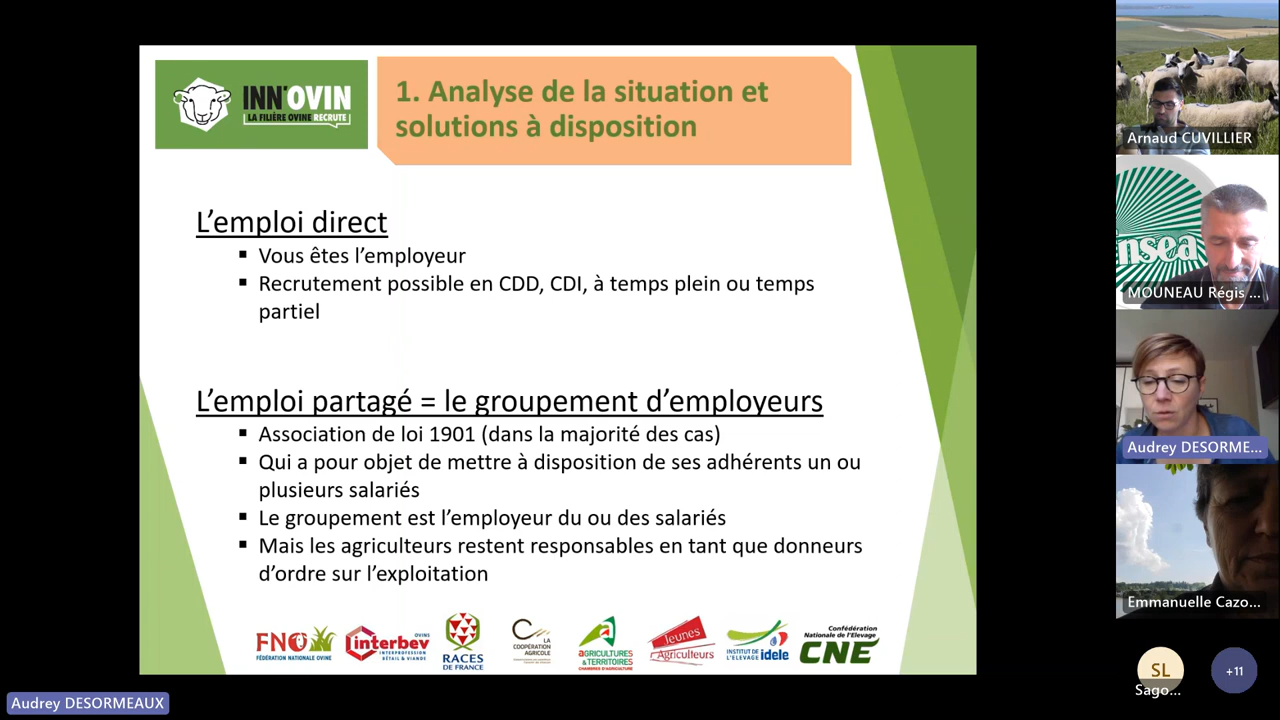 INN'OVIN
LA FILIÈRE OVINE RECRUTE
1. Analyse de la situation et
solutions à disposition
L'emploi direct
▪ Vous êtes l'employeur
▪ Recrutement possible en CDD, CDI, à temps plein ou temps
partiel
L'emploi partagé = le groupement d'employeurs
▪ Association de loi 1901 (dans la majorité des cas)
▪ Qui a pour objet de mettre à disposition de ses adhérents un ou
plusieurs salariés
▪ Le groupement est l'employeur du ou des salariés
▪ Mais les agriculteurs restent responsables en tant que donneurs
d'ordre sur l'exploitation
FNO
FÉDÉRATION NATIONALE OVINE
OVINS
interbev
INTERPROFESSION
BÉTAIL & VIANDE
RACES
DE FRANCE
LA
COOPÉRATION
AGRICOLE
AGRICULTURES
& TERRITOIRES
CHAMBRES D'AGRICULTURE
Jeunes
Agriculteurs
INSTITUT DE
L'ELEVAGE idele
Confédération
Nationale de l'Elevage
CNE
Arnaud CUVILLIER
nsea
MOUNEAU Régis ...
Audrey DESORME...
Emmanuelle Cazo...
SL
Sago...
+11
Audrey DESORMEAUX